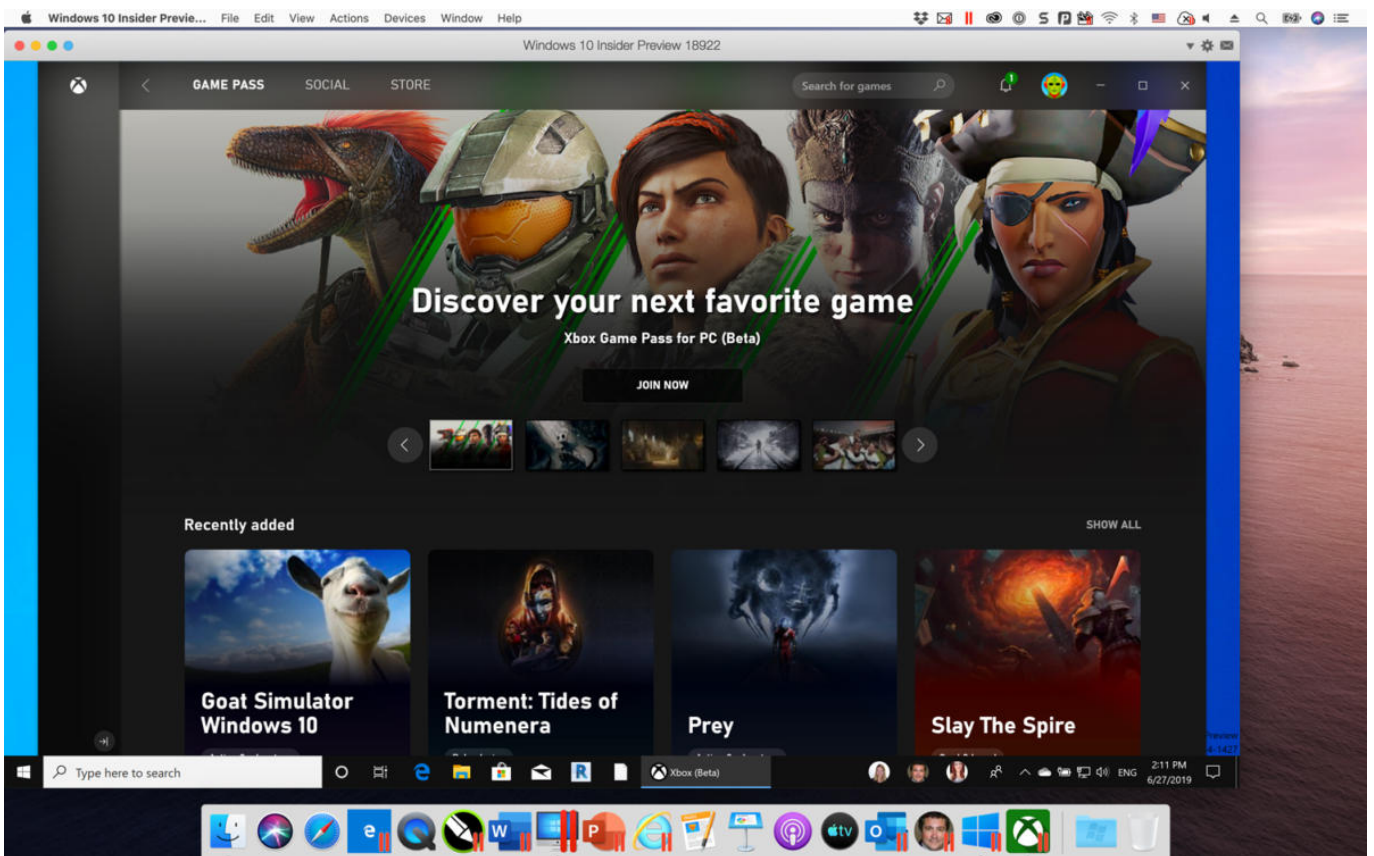 Windows 10 Insider Previe... File Edit View Actions Devices Window Help
Windows 10 Insider Preview 18922
GAME PASS SOCIAL STORE Search for games 1
Discover your next favorite game
Xbox Game Pass for PC (Beta)
JOIN NOW
Recently added SHOW ALL
Goat Simulator
Windows 10
Torment: Tides of
Numenera
Prey
Slay The Spire
Preview
Type here to search
Xbox (Beta)
ENG
2:11 PM
6/27/2019
tv